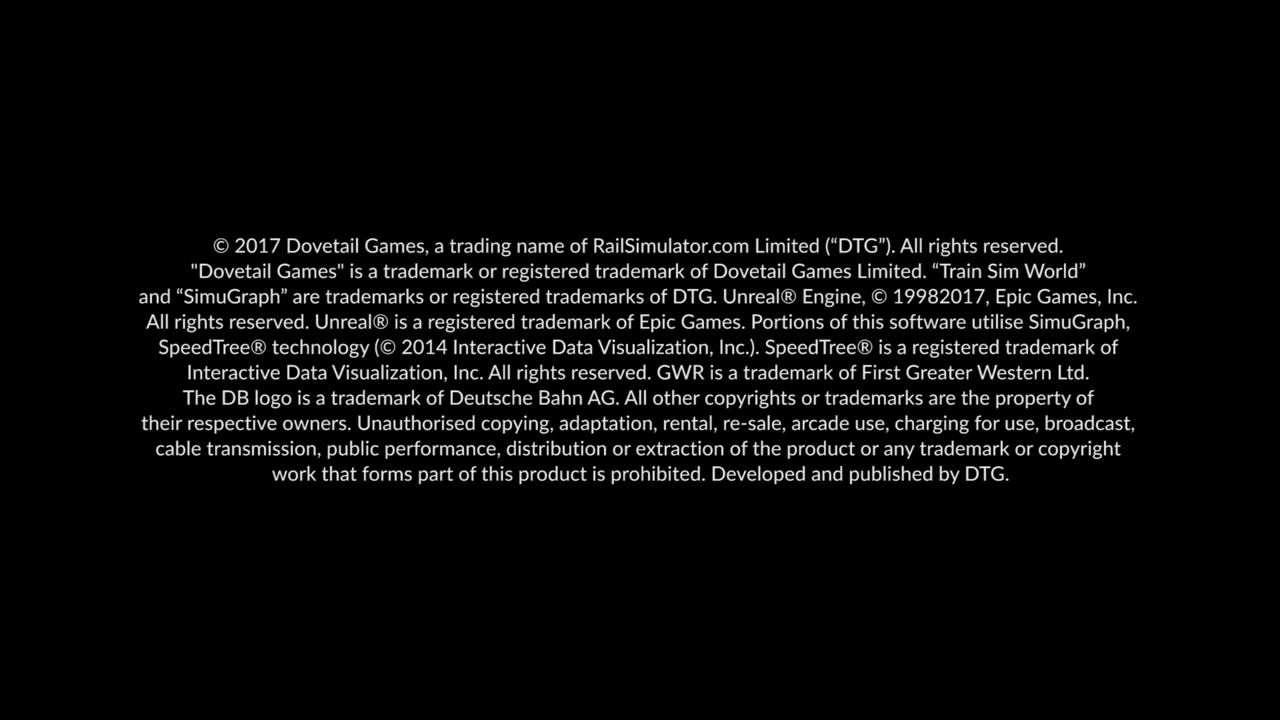 © 2017 Dovetail Games, a trading name of RailSimulator.com Limited (“DTG”). All rights reserved.
"Dovetail Games" is a trademark or registered trademark of Dovetail Games Limited. “Train Sim World”
and “SimuGraph” are trademarks or registered trademarks of DTG. Unreal® Engine, © 19982017, Epic Games, Inc.
All rights reserved. Unreal® is a registered trademark of Epic Games. Portions of this software utilise SimuGraph,
SpeedTree® technology (© 2014 Interactive Data Visualization, Inc.). SpeedTree® is a registered trademark of
Interactive Data Visualization, Inc. All rights reserved. GWR is a trademark of First Greater Western Ltd.
The DB logo is a trademark of Deutsche Bahn AG. All other copyrights or trademarks are the property of
their respective owners. Unauthorised copying, adaptation, rental, re-sale, arcade use, charging for use, broadcast,
cable transmission, public performance, distribution or extraction of the product or any trademark or copyright
work that forms part of this product is prohibited. Developed and published by DTG.